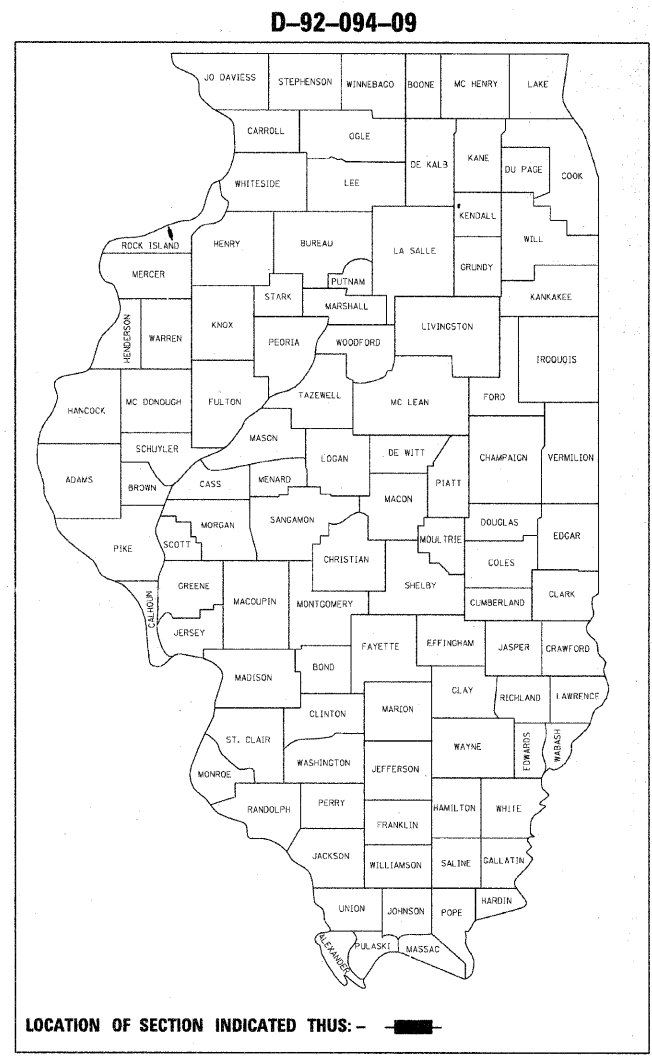 D-92-094-09
JO DAVIESS STEPHENSON WINNEBAGO BOONE MC HENRY LAKE
CARROLL OGLE
DE KALB KANE DU PAGE COOK
WHITESIDE LEE
KENDALL
ROCK ISLAND HENRY BUREAU LA SALLE WILL
GRUNDY
MERCER PUTNAM
STARK MARSHALL KANKAKEE
HENDERSON WARREN KNOX PEORIA WOODFORD LIVINGSTON
IROQUOIS
HANCOCK MC DONOUGH FULTON TAZEWELL MC LEAN FORD
MASON
SCHUYLER LOGAN DE WITT CHAMPAIGN VERMILION
ADAMS BROWN CASS MENARD PIATT
MACON
MORGAN SANGAMON DOUGLAS
PIKE SCOTT MOULTRIE EDGAR
CHRISTIAN COLES
GREENE SHELBY
CALHOUN MACOUPIN MONTGOMERY CUMBERLAND CLARK
JERSEY
FAYETTE EFFINGHAM JASPER CRAWFORD
BOND
MADISON CLAY RICHLAND LAWRENCE
CLINTON MARION
ST. CLAIR WAYNE EDWARDS WABASH
WASHINGTON JEFFERSON
MONROE
RANDOLPH PERRY HAMILTON WHITE
FRANKLIN
JACKSON WILLIAMSON SALINE GALLATIN
UNION JOHNSON POPE HARDIN
ALEXANDER PULASKI MASSAC
LOCATION OF SECTION INDICATED THUS: -